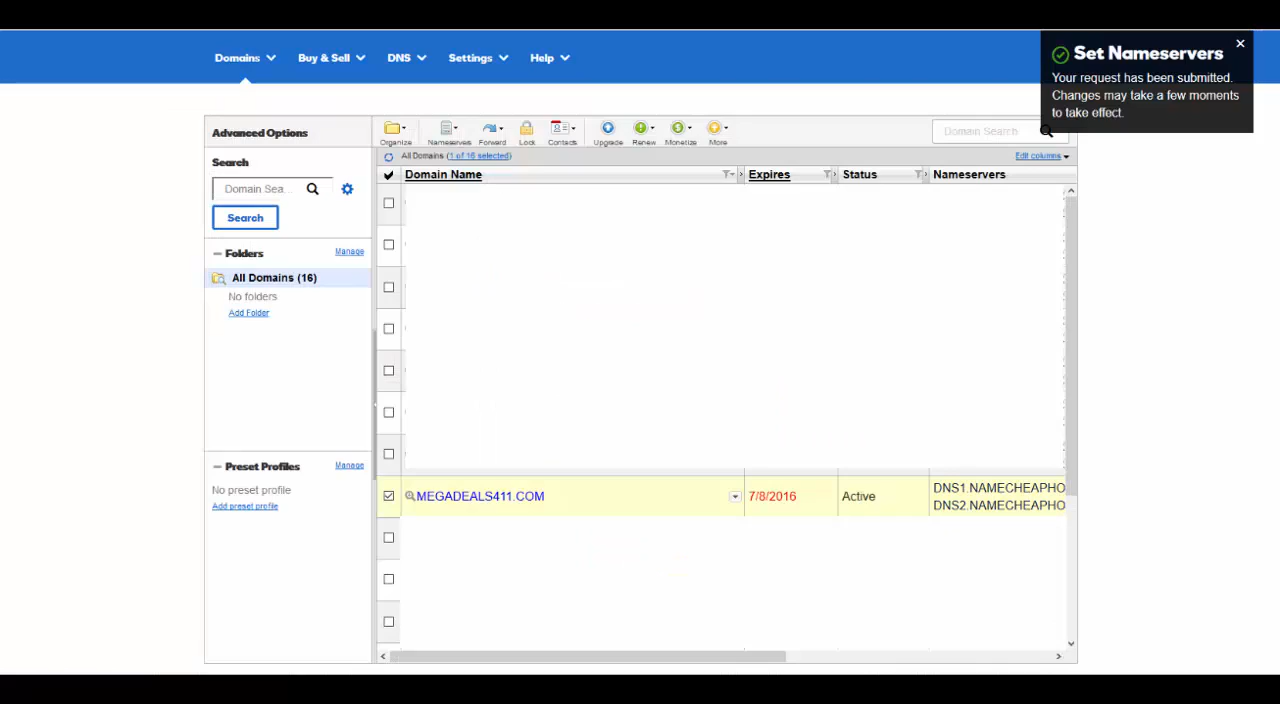 Domains Buy & Sell DNS Settings Help
Set Nameservers
Your request has been submitted.
Changes may take a few moments
to take effect.
Advanced Options
Organize Nameservers Forward Lock Contacts Upgrade Renew Monetize More
Domain Search
All Domains (1 of 16 selected)
Edit columns
Search
Domain Sea...
Search
Domain Name Expires Status Nameservers
Folders Manage
All Domains (16)
No folders
Add Folder
Preset Profiles Manage
No preset profile
Add preset profile
MEGADEALS411.COM 7/8/2016 Active DNS1.NAMECHEAPHO
DNS2.NAMECHEAPHO